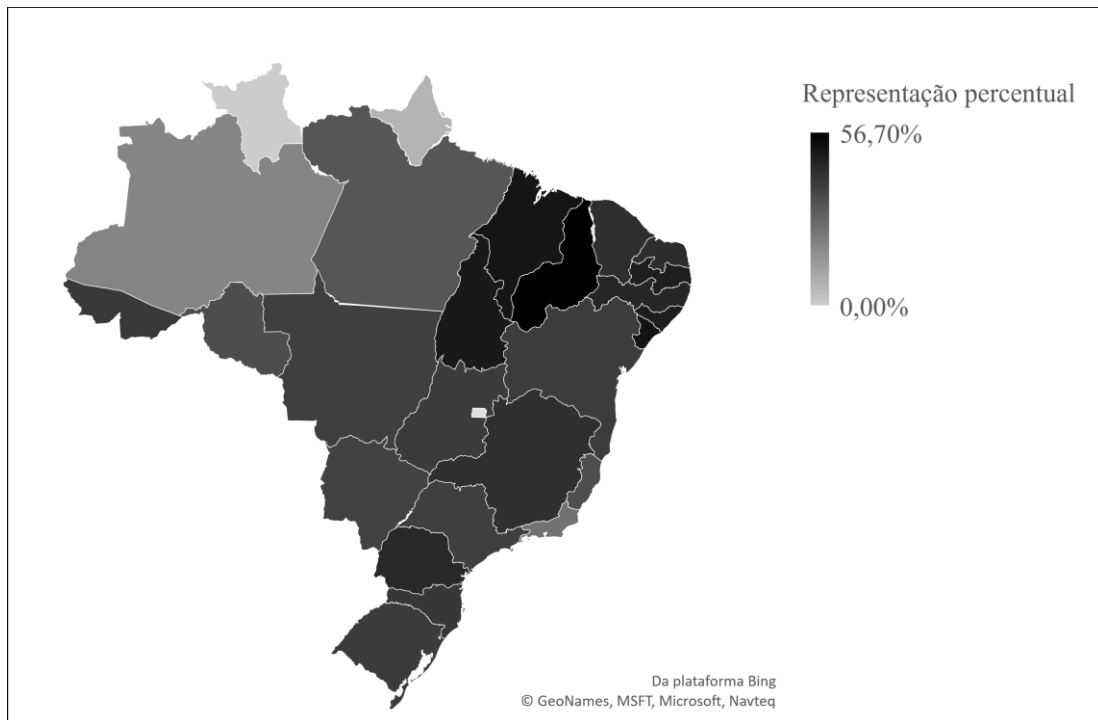 Representação percentual
56,70%
0,00%
Da plataforma Bing
© GeoNames, MSFT, Microsoft, Navteq